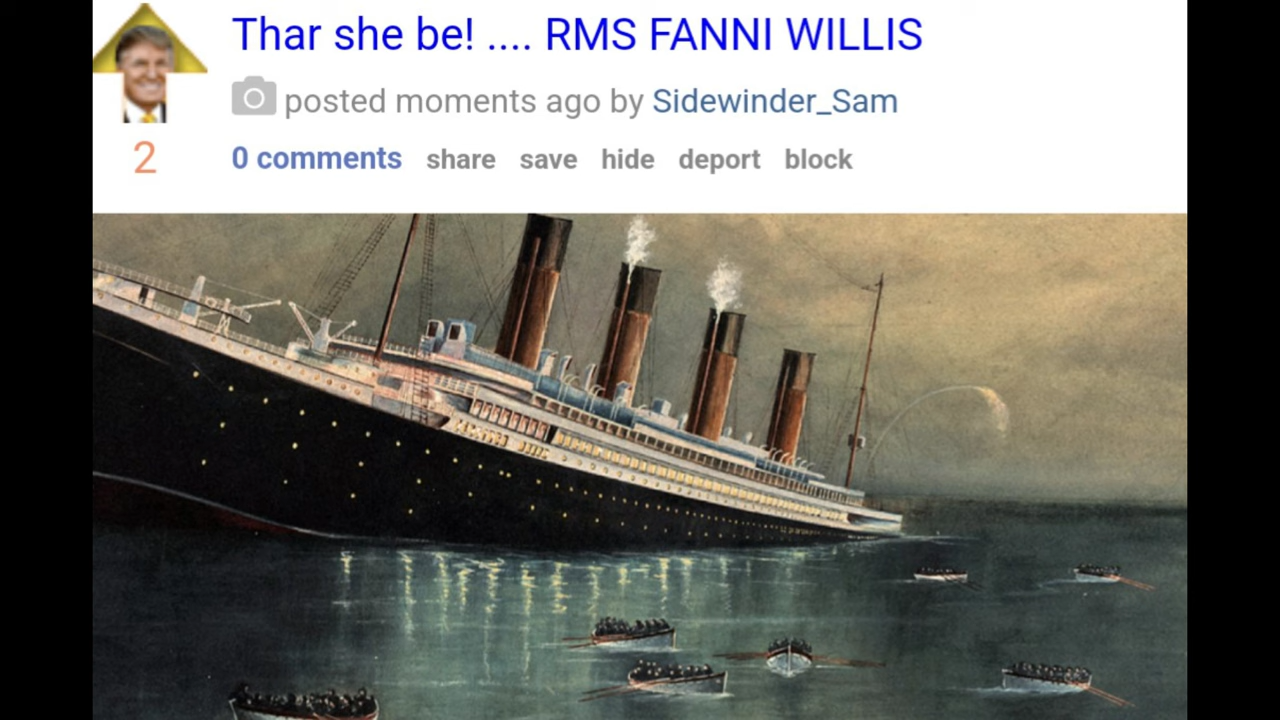 Thar she be! .... RMS FANNI WILLIS
posted moments ago by Sidewinder_Sam
2
0 comments share save hide deport block